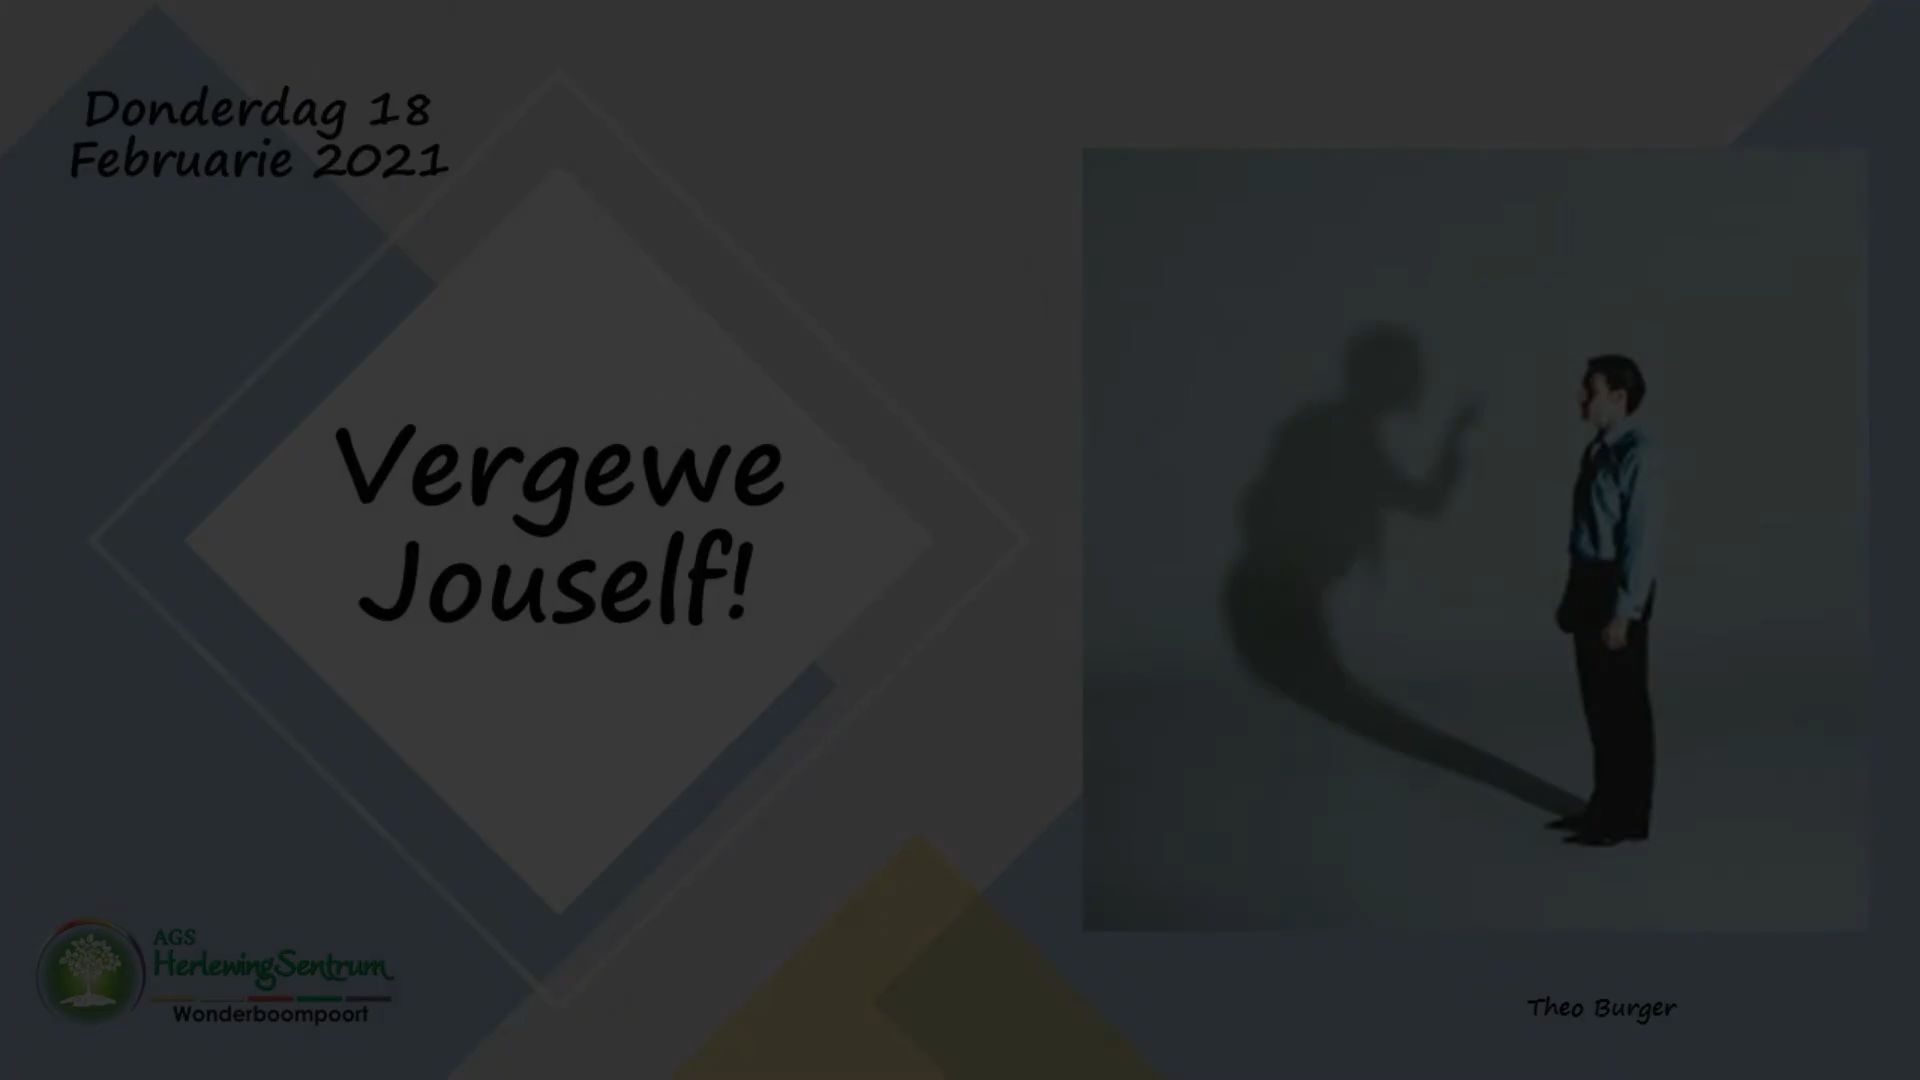 Donderdag 18
Februarie 2021
Vergewe
Jouself!
AGS
HerlewingSentrum
Wonderboompoort
Theo Burger